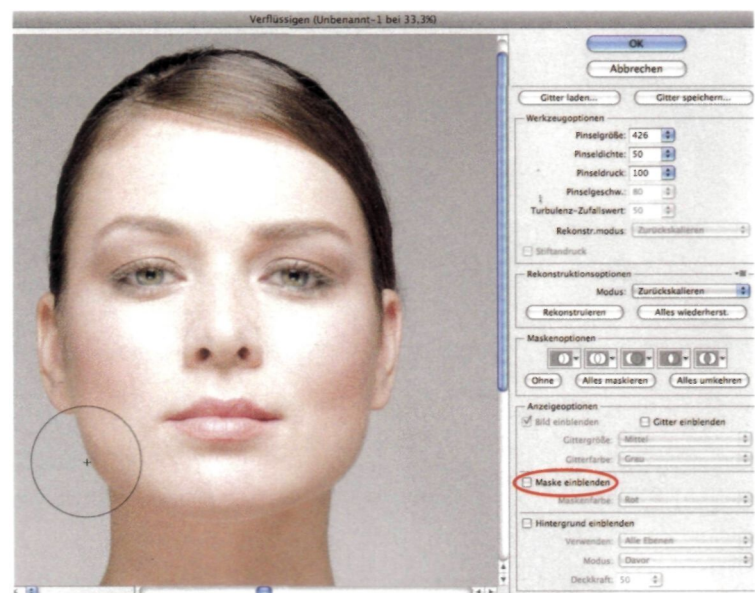 Verflüssigen (Unbenannt-1 bei 33,3%)
OK
Abbrechen
Gitter laden... Gitter speichern...
Werkzeugoptionen
Pinselgröße: 426
Pinseldichte: 50
Pinseldruck: 100
Pinselgeschw.: 80
Turbulenz-Zufallswert: 50
Rekonstr.modus: Zurückskalieren
Stiftandruck
Rekonstruktionsoptionen
Modus: Zurückskalieren
Rekonstruieren Alles wiederherst.
Maskenoptionen
Ohne Alles maskieren Alles umkehren
Anzeigeoptionen
Bild einblenden Gitter einblenden
Gittergröße: Mittel
Gitterfarbe: Grau
Maske einblenden
Maskenfarbe: Rot
Hintergrund einblenden
Verwenden: Alle Ebenen
Modus: Davor
Deckkraft: 50